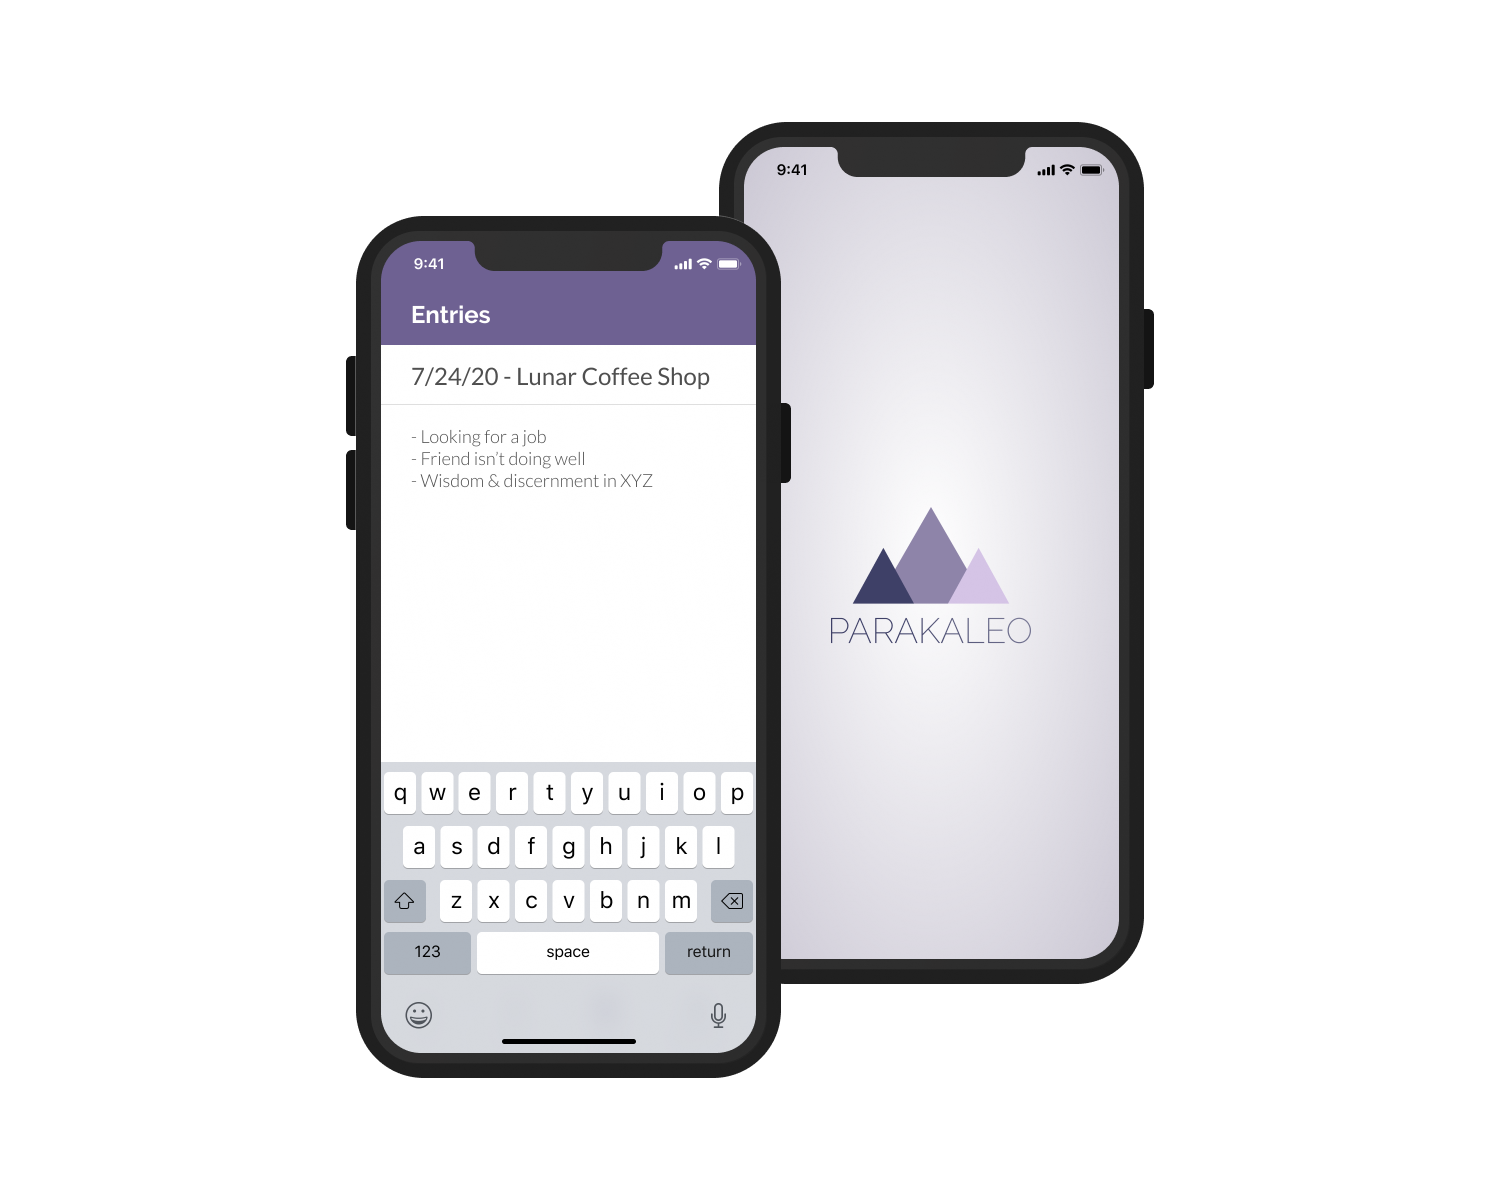 9:41
Entries
7/24/20 - Lunar Coffee Shop
- Looking for a job
- Friend isn’t doing well
- Wisdom & discernment in XYZ
q w e r t y u i o p
a s d f g h j k l
z x c v b n m
123 space return
9:41
PARAKALEO